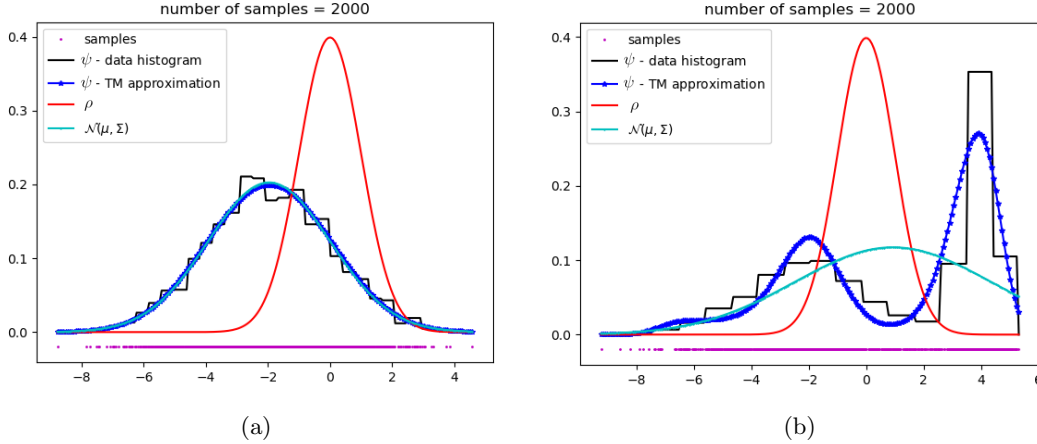 number of samples = 2000
0.4
0.3
0.2
0.1
0.0
samples
ψ - data histogram
ψ - TM approximation
ρ
𝒩(μ, Σ)
−8 −6 −4 −2 0 2 4
(a)
number of samples = 2000
0.4
0.3
0.2
0.1
0.0
samples
ψ - data histogram
ψ - TM approximation
ρ
𝒩(μ, Σ)
−8 −6 −4 −2 0 2 4 6
(b)